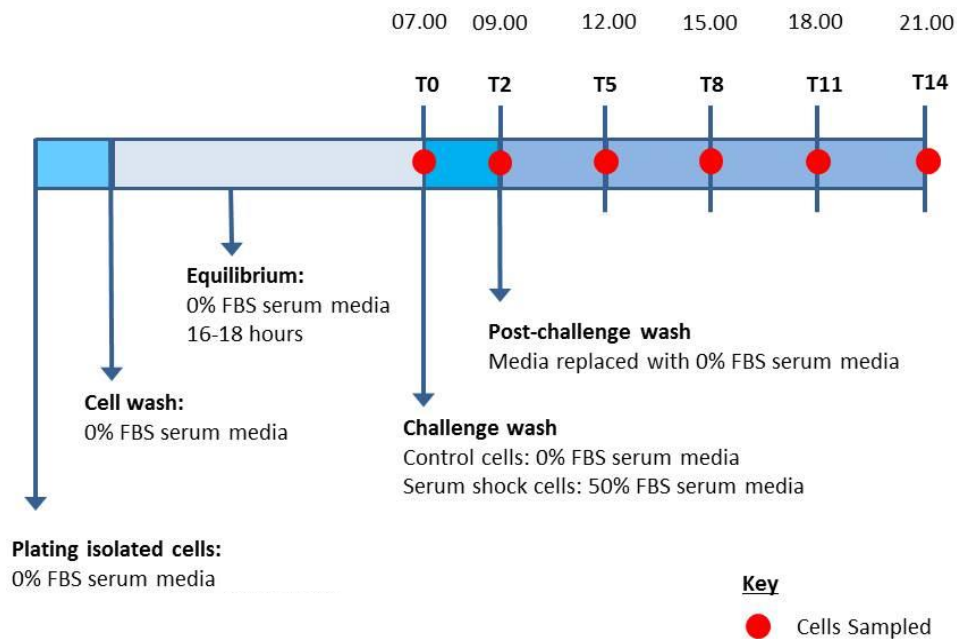 07.00 09.00 12.00 15.00 18.00 21.00
T0 T2 T5 T8 T11 T14
Equilibrium:
0% FBS serum media
16-18 hours
Post-challenge wash
Media replaced with 0% FBS serum media
Cell wash:
0% FBS serum media
Challenge wash
Control cells: 0% FBS serum media
Serum shock cells: 50% FBS serum media
Plating isolated cells:
0% FBS serum media
Key
Cells Sampled